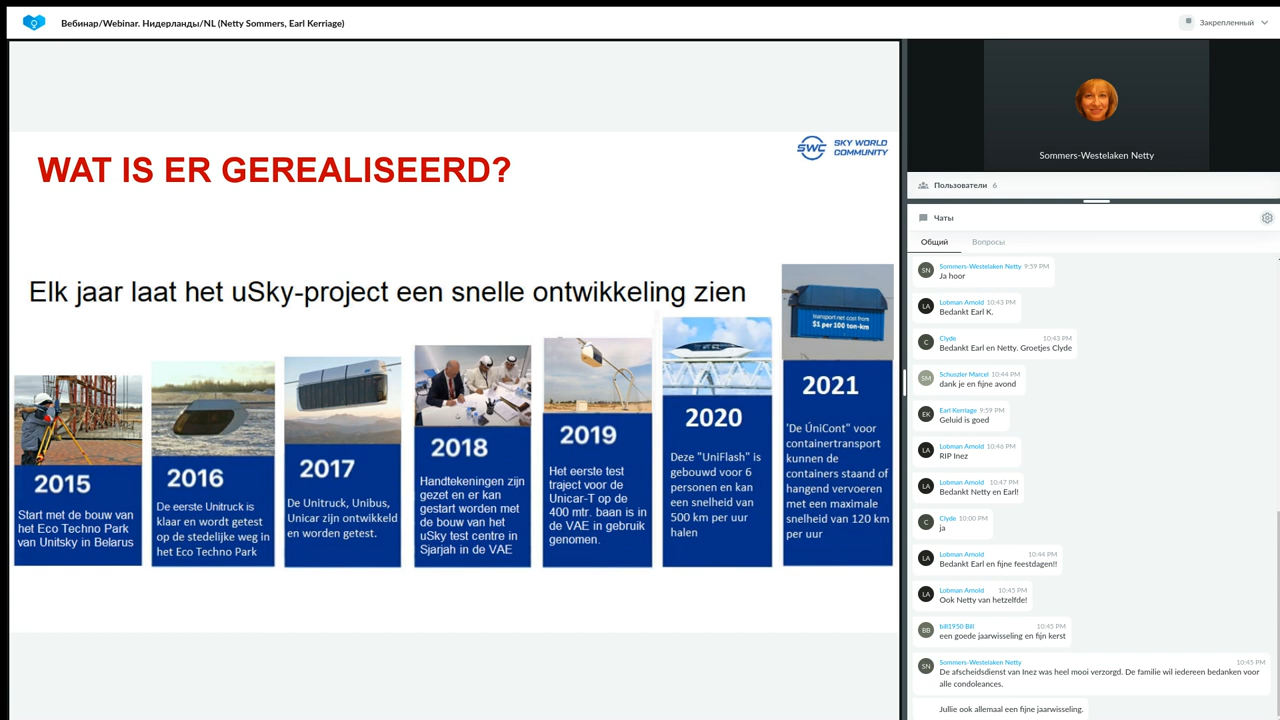 Вебинар/Webinar. Нидерланды/NL (Netty Sommers, Earl Kerriage)
Закрепленный
WAT IS ER GEREALISEERD?
SWC SKY WORLD
COMMUNITY
Elk jaar laat het uSky-project een snelle ontwikkeling zien
2015
Start met de bouw van
het Eco Techno Park
van Unitsky in Belarus
2016
De eerste Unitruck is
klaar en wordt getest
op de stedelijke weg in
het Eco Techno Park
2017
De Unitruck, Unibus,
Unicar zijn ontwikkeld
en worden getest.
2018
Handtekeningen zijn
gezet en er kan
gestart worden met
de bouw van het
uSky test centre in
Sjarjah in de VAE
2019
Het eerste test
traject voor de
Unicar-T op de
400 mtr. baan is in
de VAE in gebruik
genomen.
2020
Deze "UniFlash" is
gebouwd voor 6
personen en kan
een snelheid van
500 km per uur
halen
transport net cost from
$1 per 100 ton-km
2021
'De ÚniCont" voor
containertransport
kunnen de
containers staand of
hangend vervoeren
met een maximale
snelheid van 120 km
per uur
Sommers-Westelaken Netty
Пользователи 6
Чаты
Общий Вопросы
SN Sommers-Westelaken Netty 9:59 PM
Ja hoor
LA Lobman Arnold 10:43 PM
Bedankt Earl K.
C Clyde 10:43 PM
Bedankt Earl en Netty. Groetjes Clyde
SM Schuszler Marcel 10:44 PM
dank je en fijne avond
EK Earl Kerriage 9:59 PM
Geluid is goed
LA Lobman Arnold 10:46 PM
RIP Inez
LA Lobman Arnold 10:47 PM
Bedankt Netty en Earl!
C Clyde 10:00 PM
ja
LA Lobman Arnold 10:44 PM
Bedankt Earl en fijne feestdagen!!
LA Lobman Arnold 10:45 PM
Ook Netty van hetzelfde!
BB bill1950 Bill 10:45 PM
een goede jaarwisseling en fijn kerst
SN Sommers-Westelaken Netty 10:45 PM
De afscheidsdienst van Inez was heel mooi verzorgd. De familie wil iedereen bedanken voor
alle condoleances.
Jullie ook allemaal een fijne jaarwisseling.